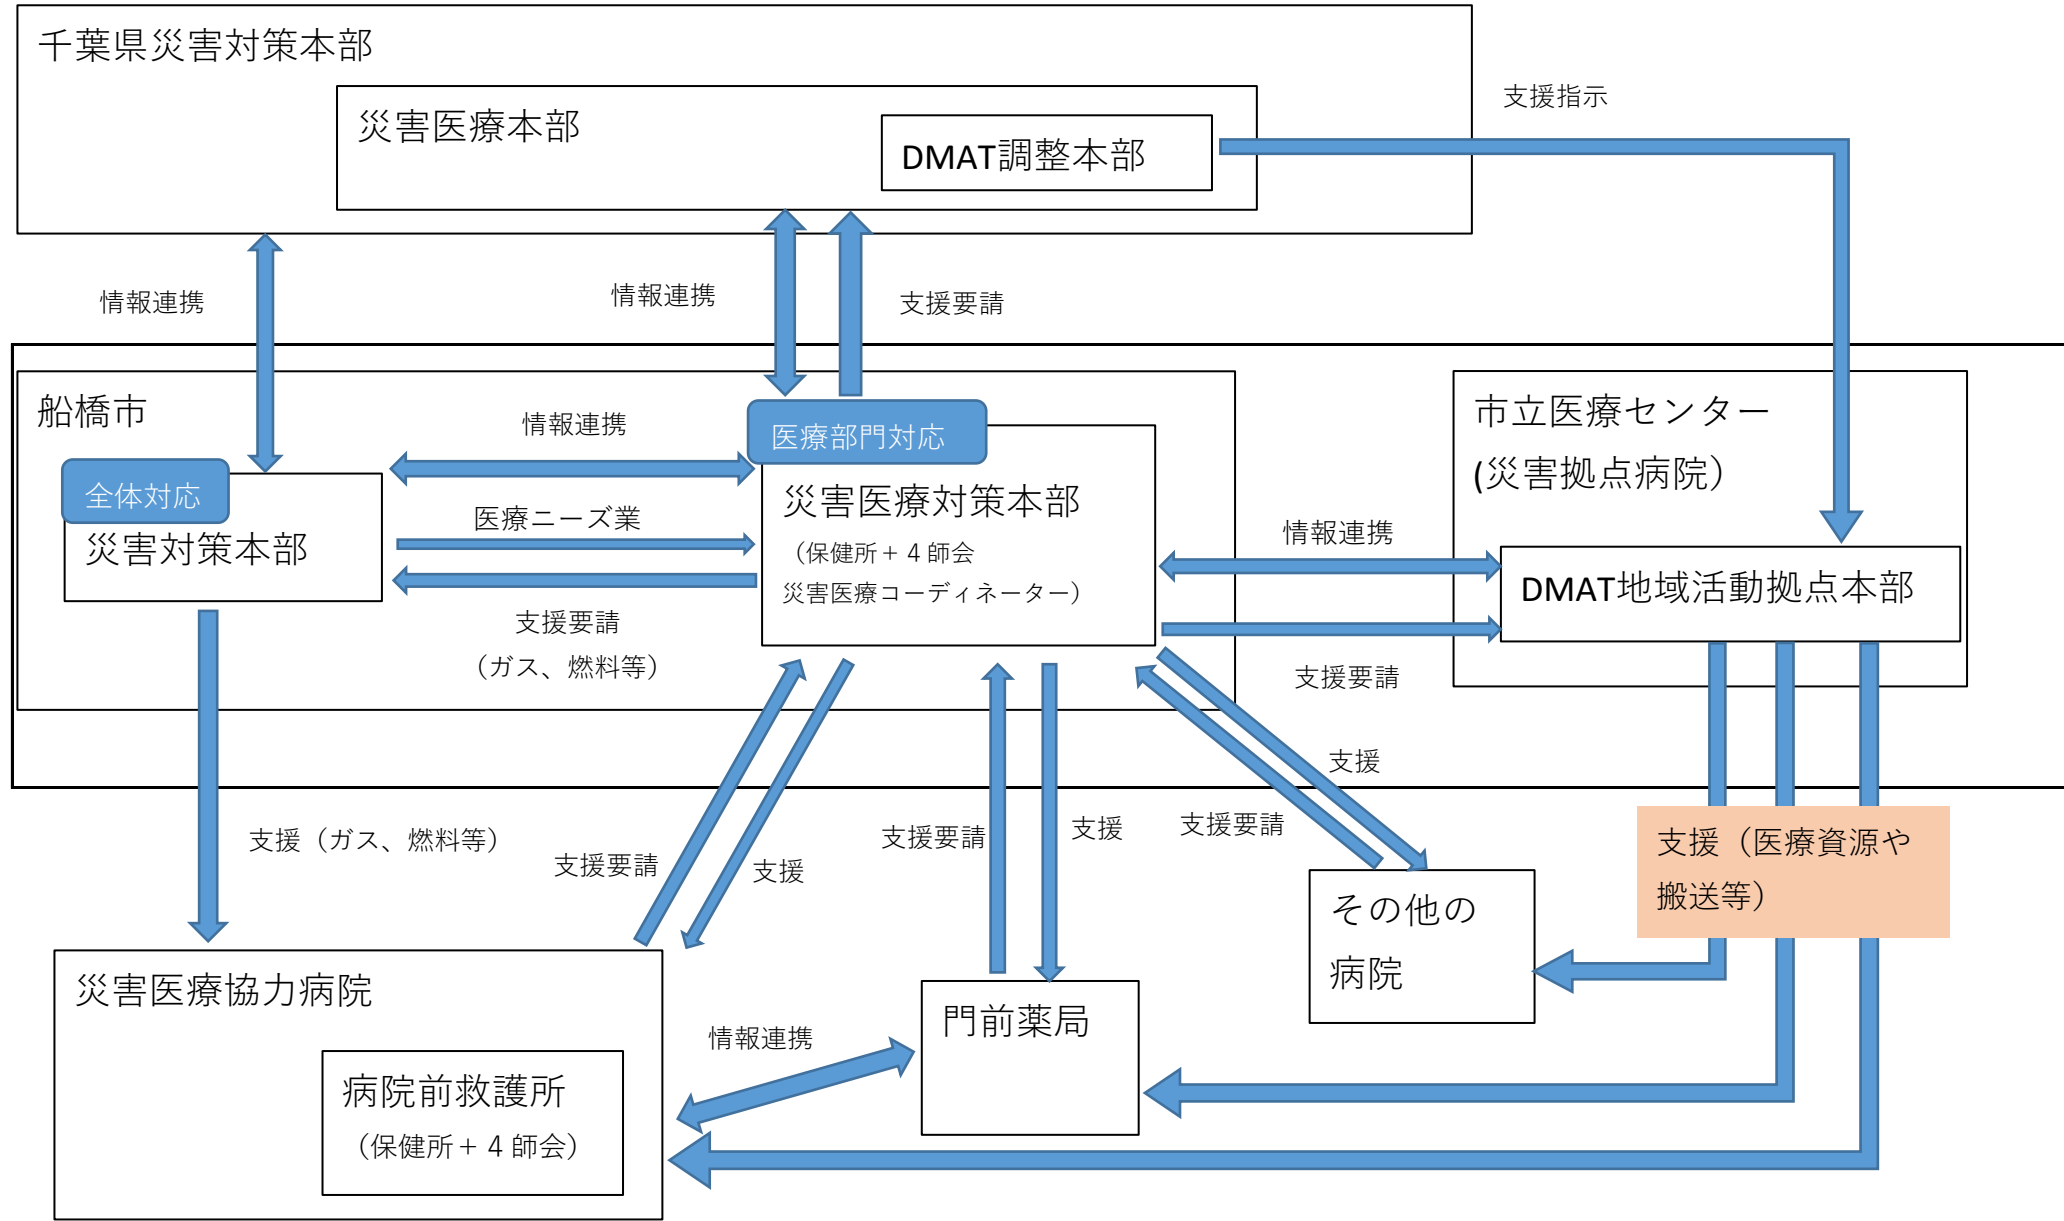 千葉県災害対策本部
災害医療本部
DMAT調整本部
支援指示
情報連携
情報連携
支援要請
船橋市
全体対応
災害対策本部
情報連携
医療ニーズ業
支援要請
（ガス、燃料等）
医療部門対応
災害医療対策本部
（保健所＋４師会
災害医療コーディネーター）
情報連携
支援要請
市立医療センター
(災害拠点病院）
DMAT地域活動拠点本部
支援（ガス、燃料等）
支援要請
支援
支援要請
支援
支援要請
支援
支援（医療資源や
搬送等）
災害医療協力病院
病院前救護所
（保健所＋４師会）
情報連携
門前薬局
その他の
病院